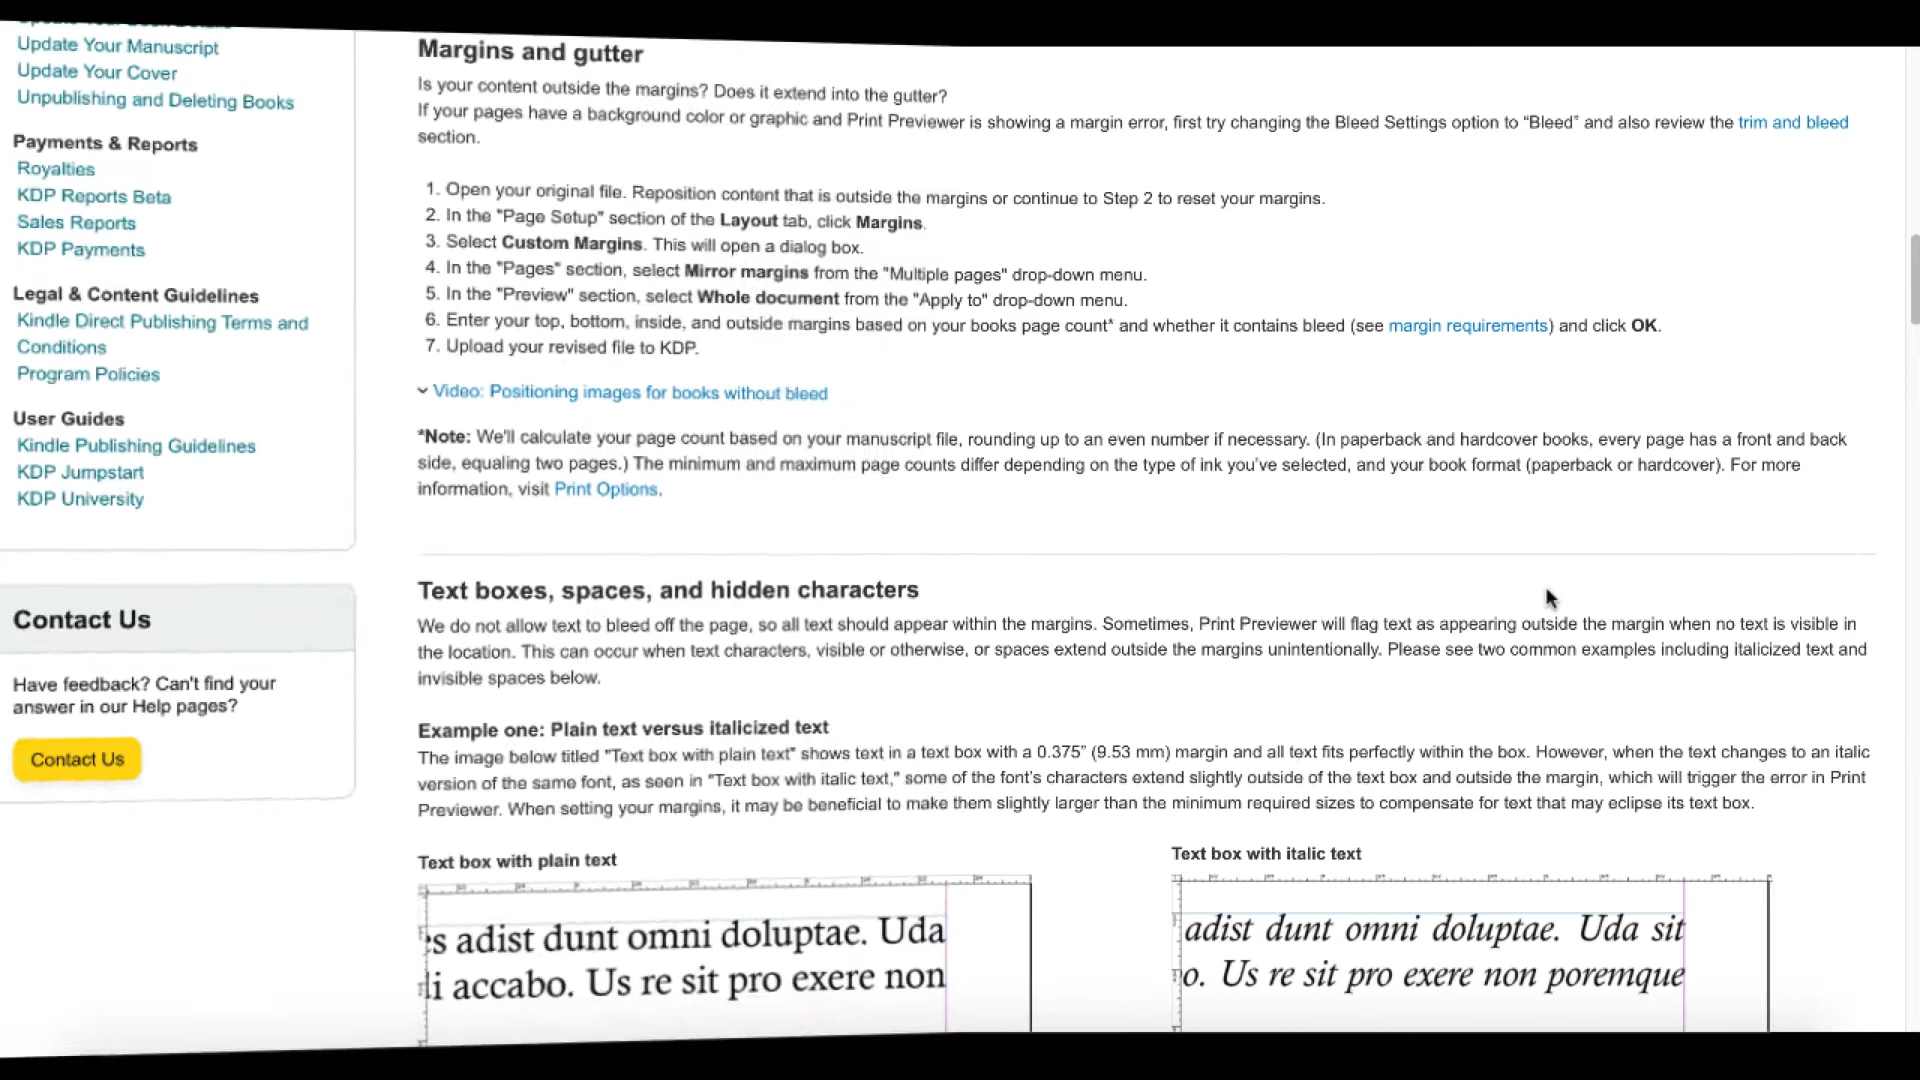 Update Your Manuscript
Update Your Cover
Unpublishing and Deleting Books
Payments & Reports
Royalties
KDP Reports Beta
Sales Reports
KDP Payments
Legal & Content Guidelines
Kindle Direct Publishing Terms and
Conditions
Program Policies
User Guides
Kindle Publishing Guidelines
KDP Jumpstart
KDP University
Contact Us
Have feedback? Can't find your
answer in our Help pages?
Contact Us
Margins and gutter
Is your content outside the margins? Does it extend into the gutter?
If your pages have a background color or graphic and Print Previewer is showing a margin error, first try changing the Bleed Settings option to “Bleed” and also review the trim and bleed
section.
1. Open your original file. Reposition content that is outside the margins or continue to Step 2 to reset your margins.
2. In the "Page Setup" section of the Layout tab, click Margins.
3. Select Custom Margins. This will open a dialog box.
4. In the "Pages" section, select Mirror margins from the "Multiple pages" drop-down menu.
5. In the "Preview" section, select Whole document from the "Apply to" drop-down menu.
6. Enter your top, bottom, inside, and outside margins based on your books page count* and whether it contains bleed (see margin requirements) and click OK.
7. Upload your revised file to KDP.
Video: Positioning images for books without bleed
*Note: We'll calculate your page count based on your manuscript file, rounding up to an even number if necessary. (In paperback and hardcover books, every page has a front and back
side, equaling two pages.) The minimum and maximum page counts differ depending on the type of ink you've selected, and your book format (paperback or hardcover). For more
information, visit Print Options.
Text boxes, spaces, and hidden characters
We do not allow text to bleed off the page, so all text should appear within the margins. Sometimes, Print Previewer will flag text as appearing outside the margin when no text is visible in
the location. This can occur when text characters, visible or otherwise, or spaces extend outside the margins unintentionally. Please see two common examples including italicized text and
invisible spaces below.
Example one: Plain text versus italicized text
The image below titled "Text box with plain text" shows text in a text box with a 0.375” (9.53 mm) margin and all text fits perfectly within the box. However, when the text changes to an italic
version of the same font, as seen in "Text box with italic text," some of the font's characters extend slightly outside of the text box and outside the margin, which will trigger the error in Print
Previewer. When setting your margins, it may be beneficial to make them slightly larger than the minimum required sizes to compensate for text that may eclipse its text box.
Text box with plain text
adist dunt omni doluptae. Uda
accabo. Us re sit pro exere non
Text box with italic text
adist dunt omni doluptae. Uda sit
o. Us re sit pro exere non poremque